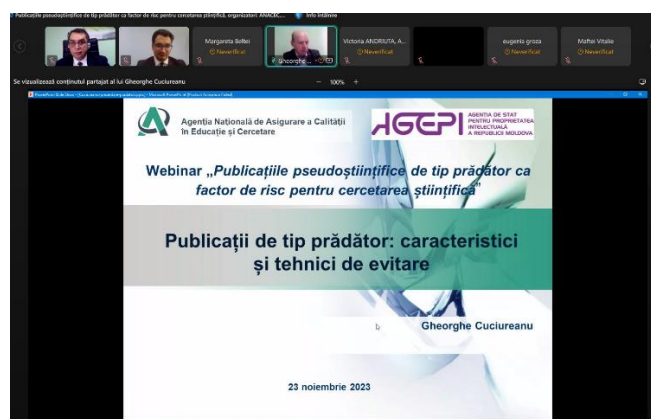 Publicațiile pseudoștiințifice de tip prădător ca factor de risc pentru cercetarea științifică, organizatori ANACEC,... Info întâlnire
Margareta Beltei
Neverificat
Gheorghe ...
Victoria ANDRIUTA, A...
Neverificat
eugenia groza
Neverificat
Maftei Vitalie
Neverificat
Se vizualizează conținutul partajat al lui Gheorghe Cuciureanu
100%
Agenția Națională de Asigurare a Calității
în Educație și Cercetare
AGEPI
AGENȚIA DE STAT
PENTRU PROPRIETATEA
INTELECTUALĂ
A REPUBLICII MOLDOVA
Webinar „Publicațiile pseudoștiințifice de tip prădător ca
factor de risc pentru cercetarea științifică”
Publicații de tip prădător: caracteristici
și tehnici de evitare
Gheorghe Cuciureanu
23 noiembrie 2023